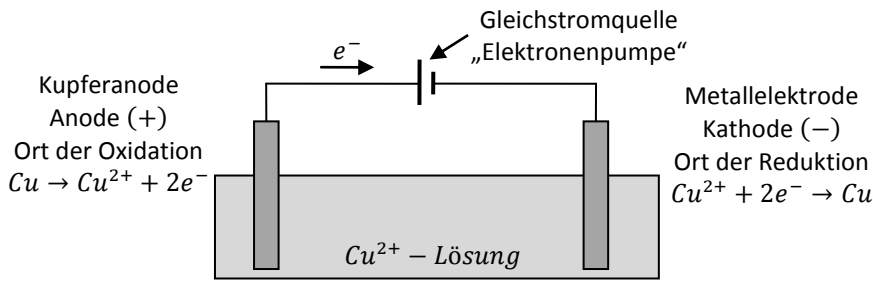 Gleichstromquelle
„Elektronenpumpe“
e⁻
Kupferanode
Anode (+)
Ort der Oxidation
Cu → Cu²⁺ + 2e⁻
Metallelektrode
Kathode (−)
Ort der Reduktion
Cu²⁺ + 2e⁻ → Cu
Cu²⁺ − Lösung